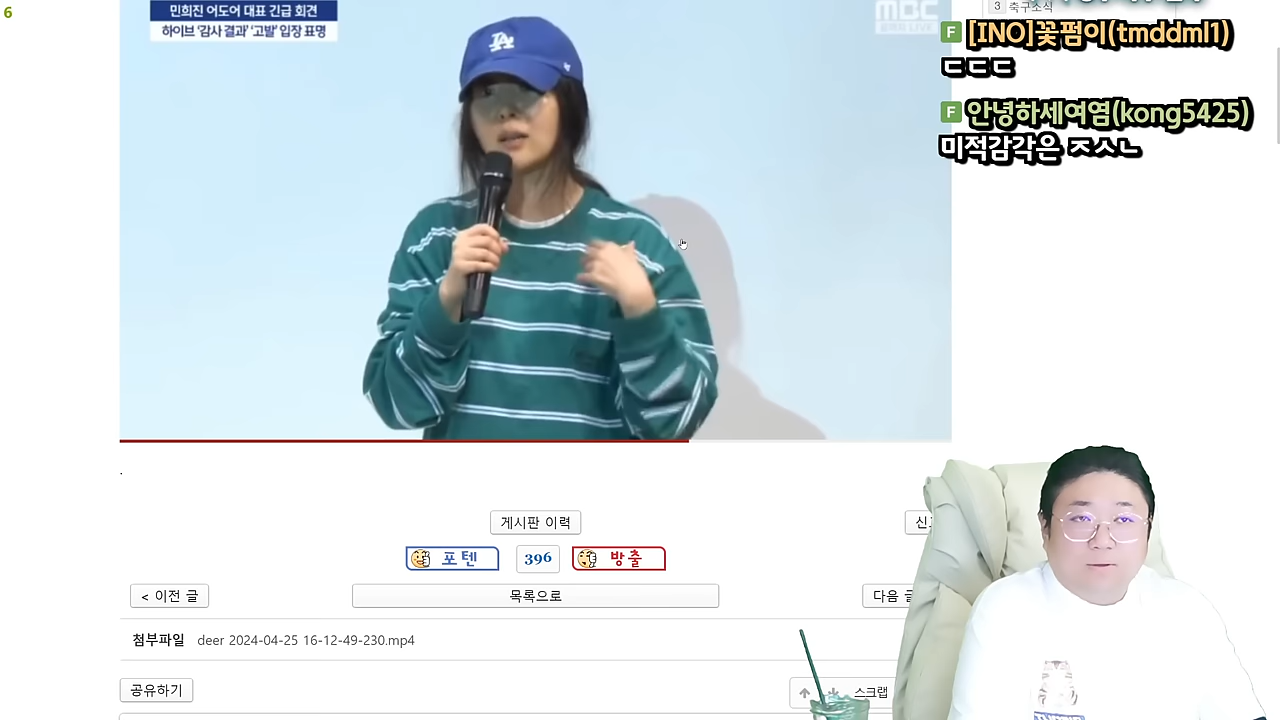 6
민희진 어도어 대표 긴급 회견
하이브 '감사 결과' '고발' 입장 표명
LA
MBC
3 축구소식
F [INO]꽃펌이(tmddml1)
ㄷㄷㄷ
F 안녕하세여염(kong5425)
미적감각은 ㅈㅅㄴ
.
게시판 이력
신고
포텐 396 방출
< 이전 글 목록으로 다음 글
첨부파일 deer 2024-04-25 16-12-49-230.mp4
공유하기
스크랩